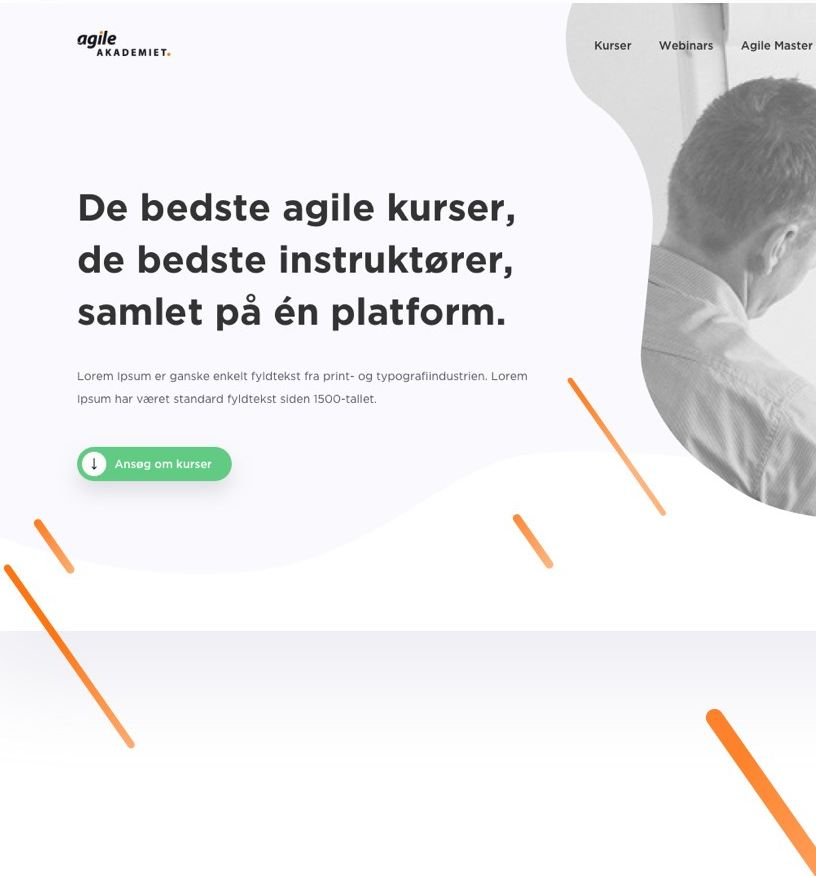 agile
AKADEMIET.
Kurser Webinars Agile Master
De bedste agile kurser,
de bedste instruktører,
samlet på én platform.
Lorem Ipsum er ganske enkelt fyldtekst fra print- og typografiindustrien. Lorem
Ipsum har været standard fyldtekst siden 1500-tallet.
Ansøg om kurser